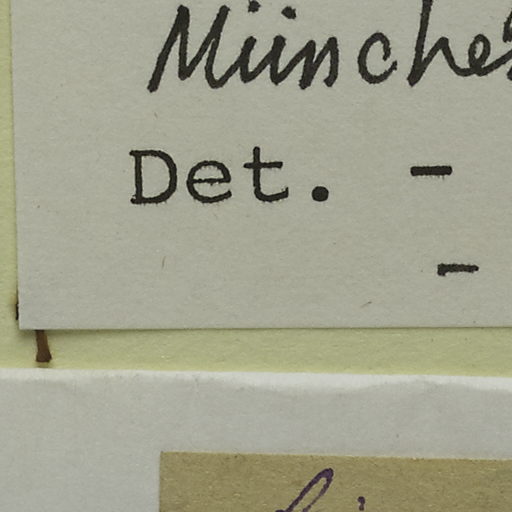 Münche
Det. -
-